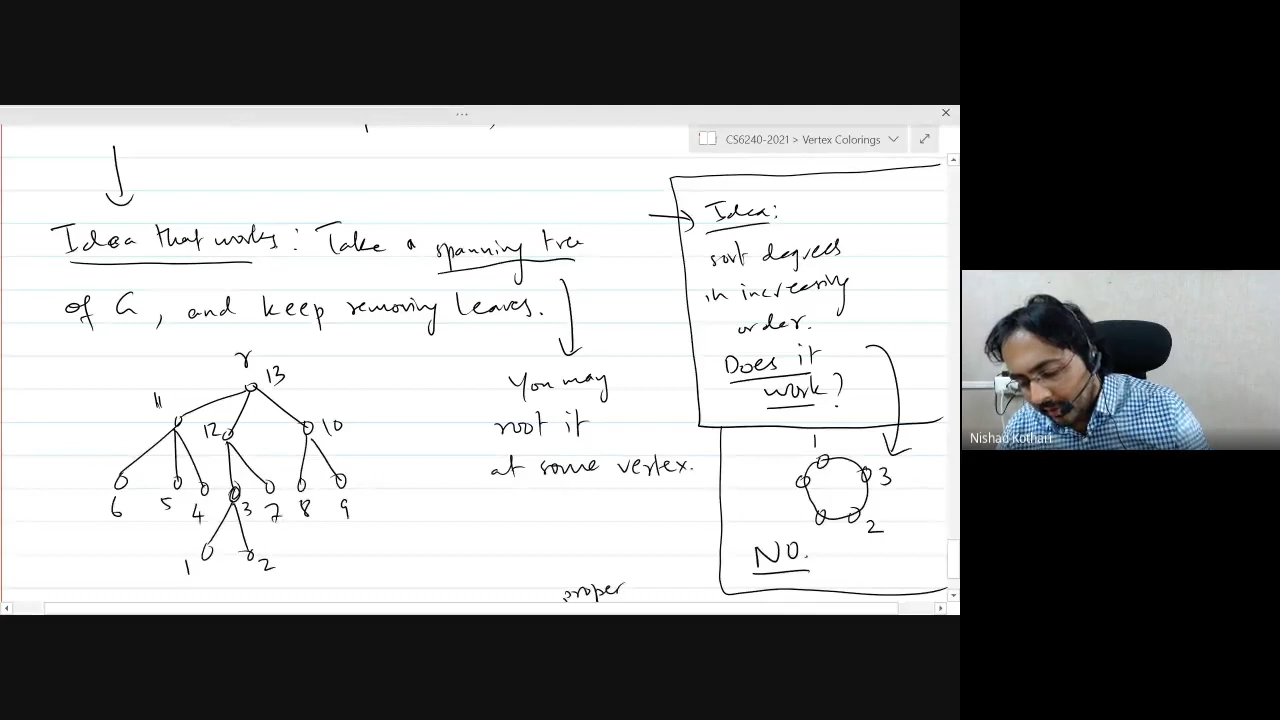 CS6240-2021 > Vertex Colorings
Idea that works: Take a spanning tree
of G, and keep removing leaves.
You may
root it
at some vertex.
r
13
11
12
10
6
5
4
3
7
8
9
1
2
Idea:
sort degrees
in increasing
order.
Does it
work?
1
3
2
NO.
proper
Nishad Kothari